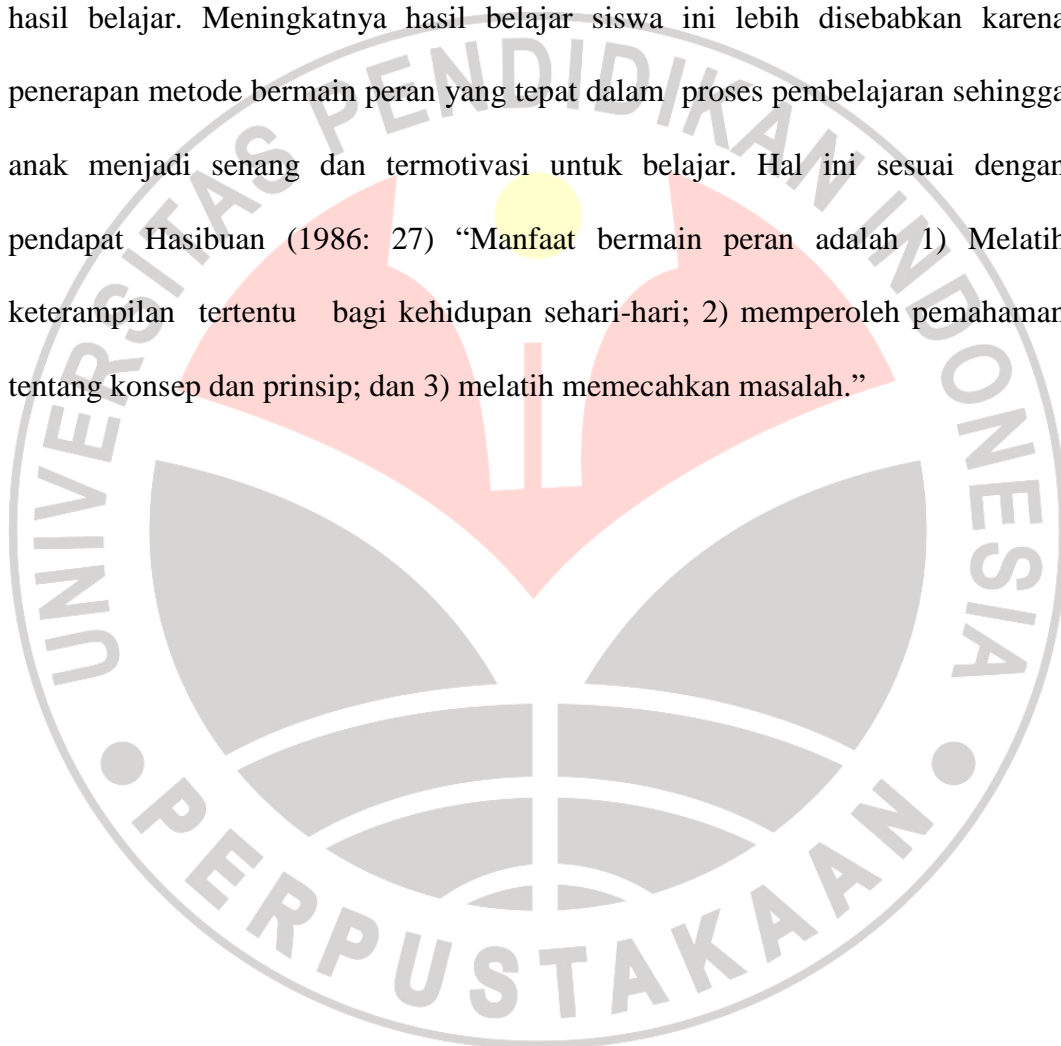 hasil belajar. Meningkatnya hasil belajar siswa ini lebih disebabkan karena
penerapan metode bermain peran yang tepat dalam proses pembelajaran sehingga
anak menjadi senang dan termotivasi untuk belajar. Hal ini sesuai dengan
pendapat Hasibuan (1986: 27) “Manfaat bermain peran adalah 1) Melatih
keterampilan tertentu bagi kehidupan sehari-hari; 2) memperoleh pemahaman
tentang konsep dan prinsip; dan 3) melatih memecahkan masalah.”
UNIVERSITAS PENDIDIKAN INDONESIA
PERPUSTAKAAN